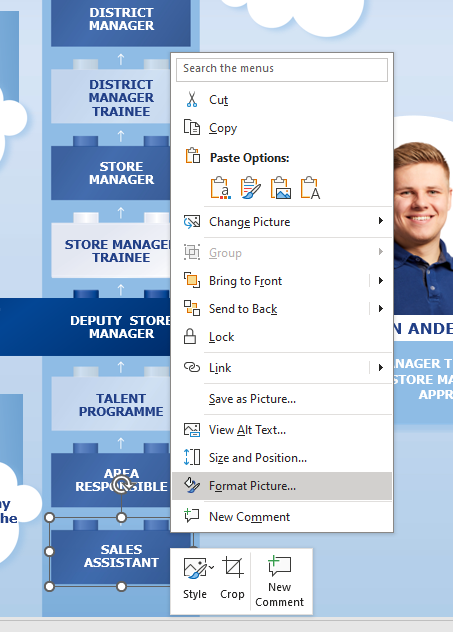 DISTRICT
MANAGER
DISTRICT
MANAGER
TRAINEE
STORE
MANAGER
STORE MANAGER
TRAINEE
DEPUTY STORE
MANAGER
TALENT
PROGRAMME
AREA
RESPONSIBLE
SALES
ASSISTANT
Search the menus
Cut
Copy
Paste Options:
Change Picture
Group
Bring to Front
Send to Back
Lock
Link
Save as Picture...
View Alt Text...
Size and Position...
Format Picture...
New Comment
Style
Crop
New
Comment
N ANDE
NAGER T
STORE MA
APPR
ny
the